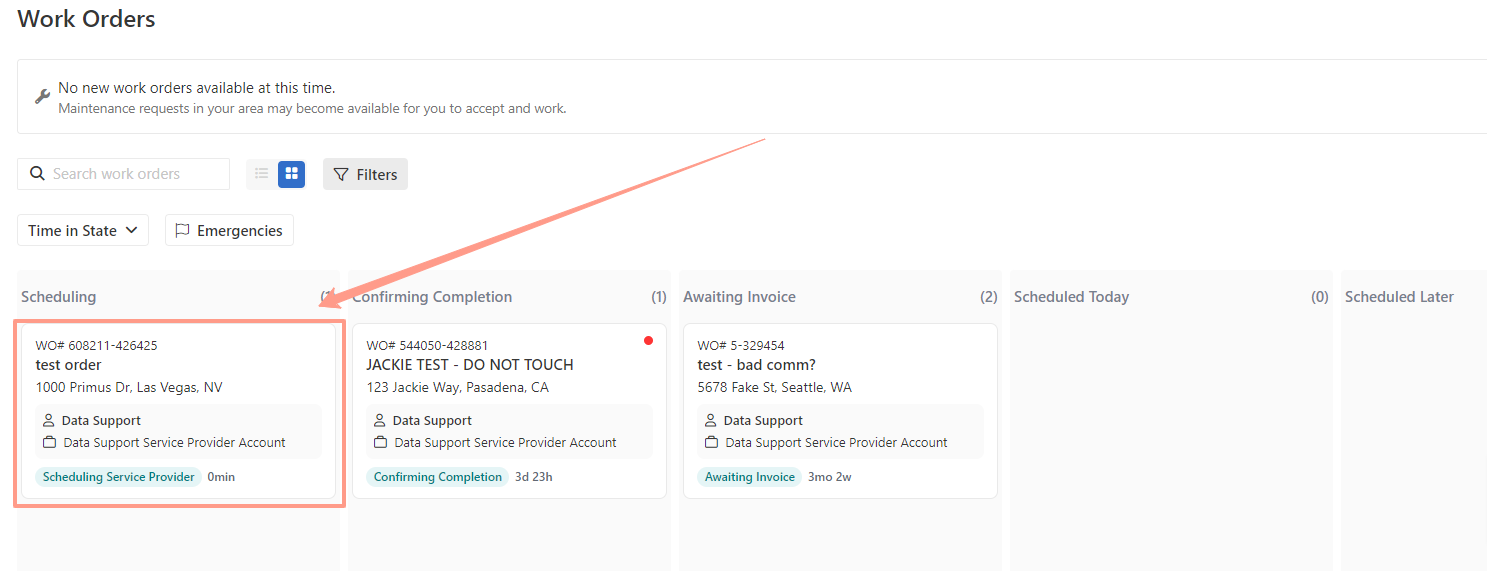 Work Orders
No new work orders available at this time.
Maintenance requests in your area may become available for you to accept and work.
Search work orders
Filters
Time in State
Emergencies
Scheduling
Confirming Completion (1)
Awaiting Invoice (2)
Scheduled Today (0)
Scheduled Later
WO# 608211-426425
test order
1000 Primus Dr, Las Vegas, NV
Data Support
Data Support Service Provider Account
Scheduling Service Provider 0min
WO# 544050-428881
JACKIE TEST - DO NOT TOUCH
123 Jackie Way, Pasadena, CA
Data Support
Data Support Service Provider Account
Confirming Completion 3d 23h
WO# 5-329454
test - bad comm?
5678 Fake St, Seattle, WA
Data Support
Data Support Service Provider Account
Awaiting Invoice 3mo 2w